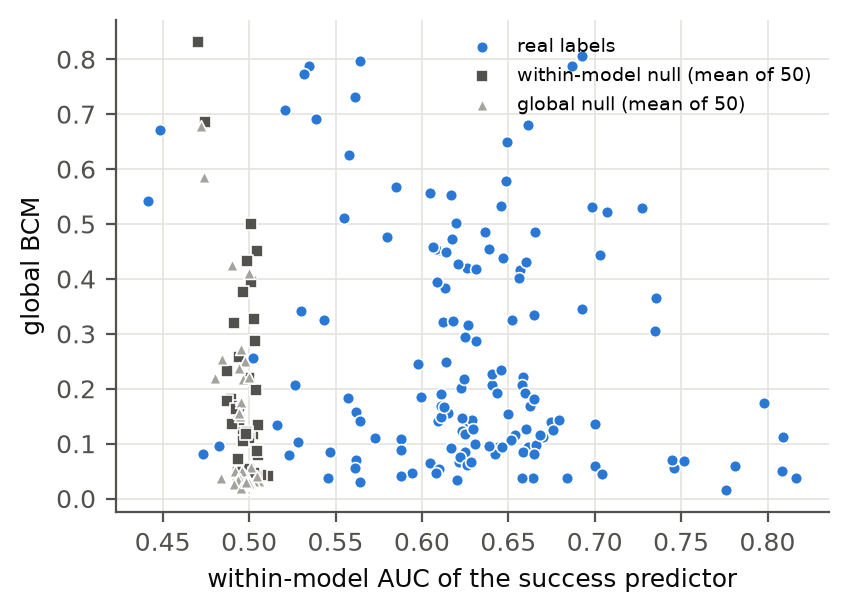 real labels
within-model null (mean of 50)
global null (mean of 50)
global BCM
0.8
0.7
0.6
0.5
0.4
0.3
0.2
0.1
0.0
0.45 0.50 0.55 0.60 0.65 0.70 0.75 0.80
within-model AUC of the success predictor